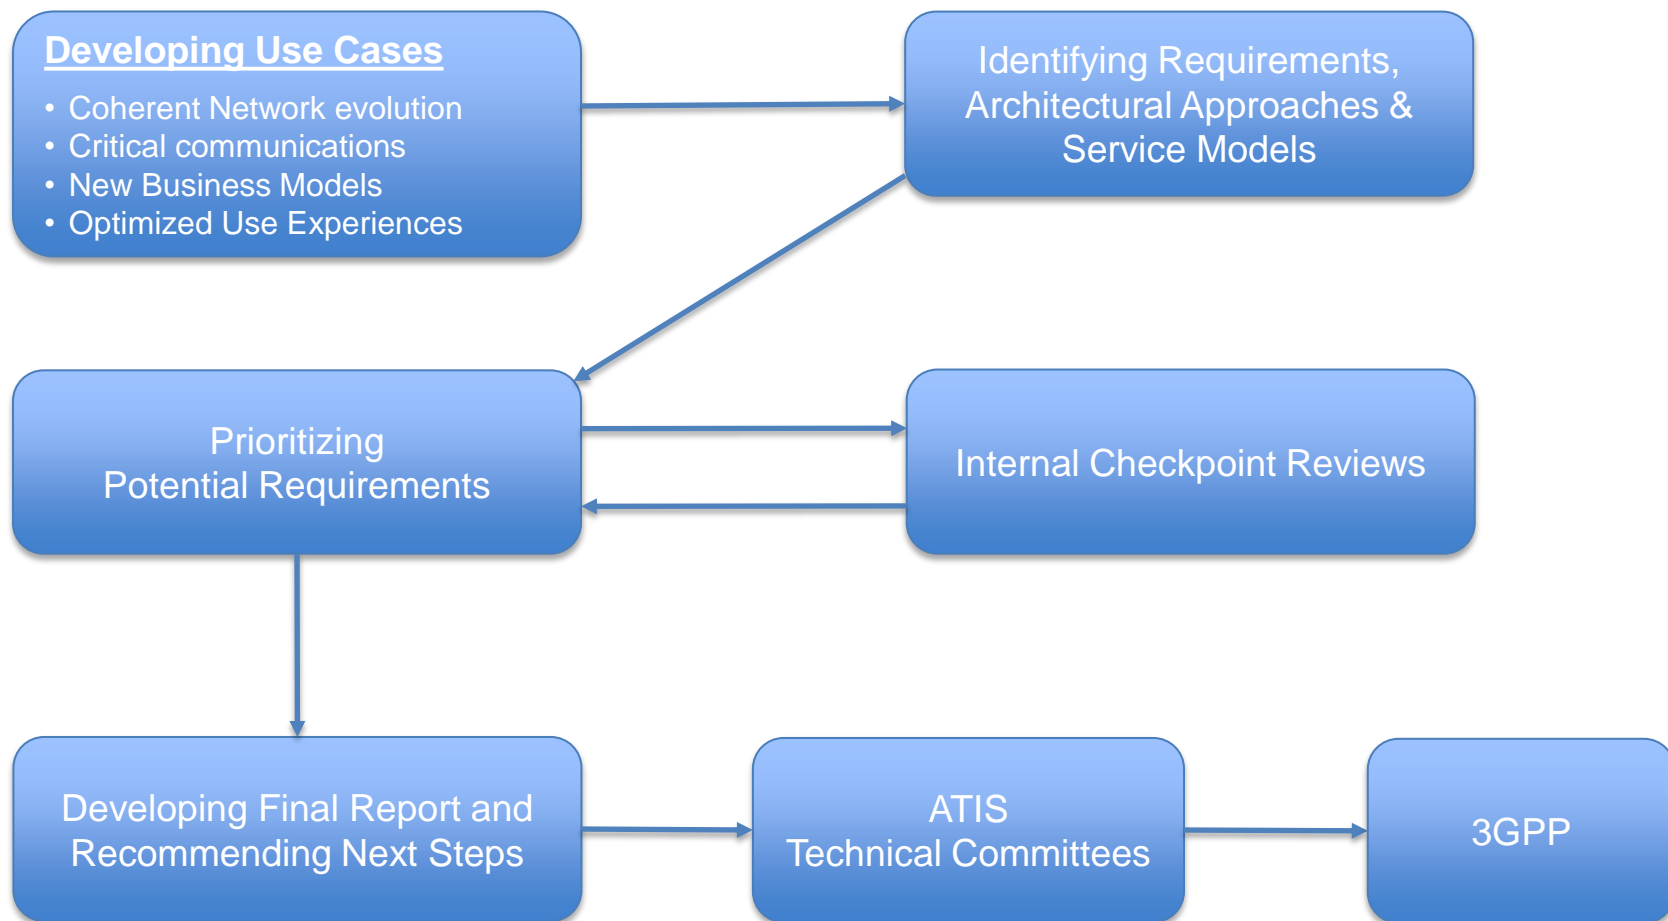 Developing Use Cases
• Coherent Network evolution
• Critical communications
• New Business Models
• Optimized Use Experiences
Identifying Requirements,
Architectural Approaches &
Service Models
Prioritizing
Potential Requirements
Internal Checkpoint Reviews
Developing Final Report and
Recommending Next Steps
ATIS
Technical Committees
3GPP